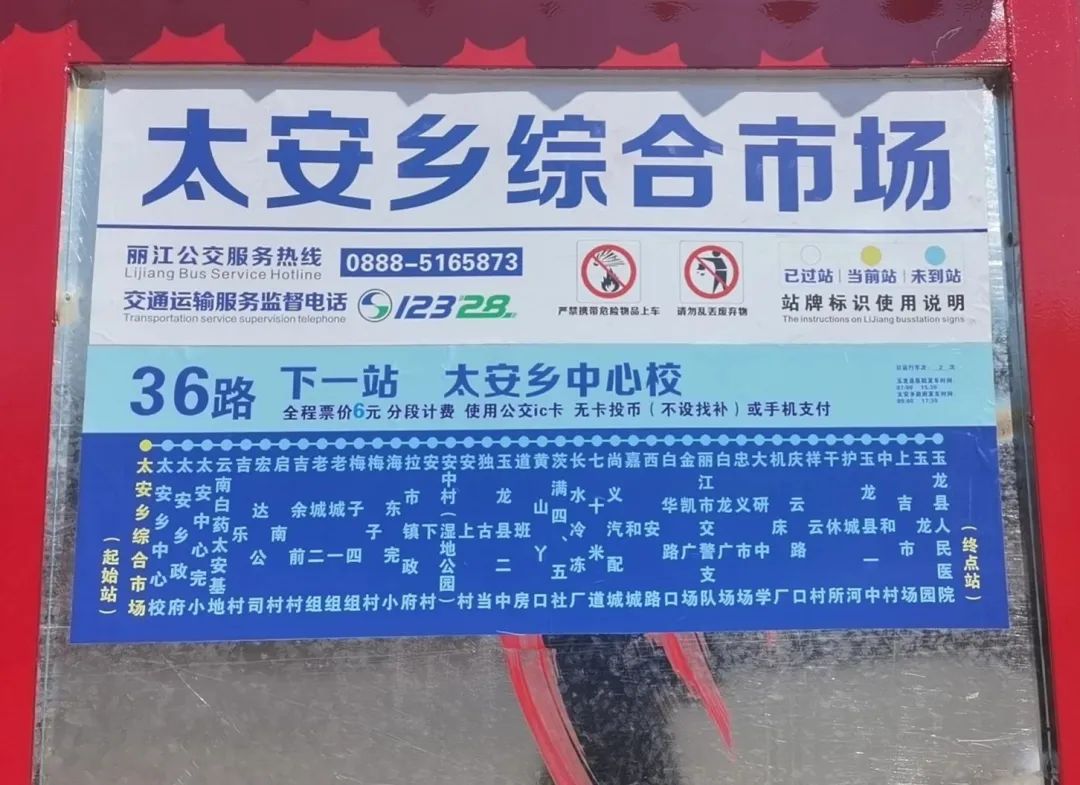 太安乡综合市场
丽江公交服务热线 0888-5165873
Lijiang Bus Service Hotline
交通运输服务监督电话 12328
Transportation service supervision telephone
严禁携带危险物品上车
请勿乱丢废弃物
已过站 当前站 未到站
站牌标识使用说明
The instructions on LiJiang busstation signs
36路 下一站 太安乡中心校
全程票价6元 分段计费 使用公交ic卡 无卡投币（不设找补）或手机支付
太安乡综合市场（起始站）
太安乡中心校
太安乡政府
太安中心完小
云南白药太安基地
吉乐村
宏达公司
启南村
吉余前村
老城二组
老城一组
梅子四组
梅子村
海东完小
拉市镇政府
安下村
安中村（湿地公园）
安上村
独古当
玉龙县二中
道班房
黄山丫口
茨满四、五社
长水冷冻厂
七十米道
尚义汽配城
嘉和城
西安路
白华路口
金凯广场
丽江市交警支队
白龙广场
忠义市场
大研中学
机床厂
庆云路口
祥云村
干休所
护城河
玉龙县一中
中和村
上吉市场
玉龙园
玉龙县人民医院（终点站）